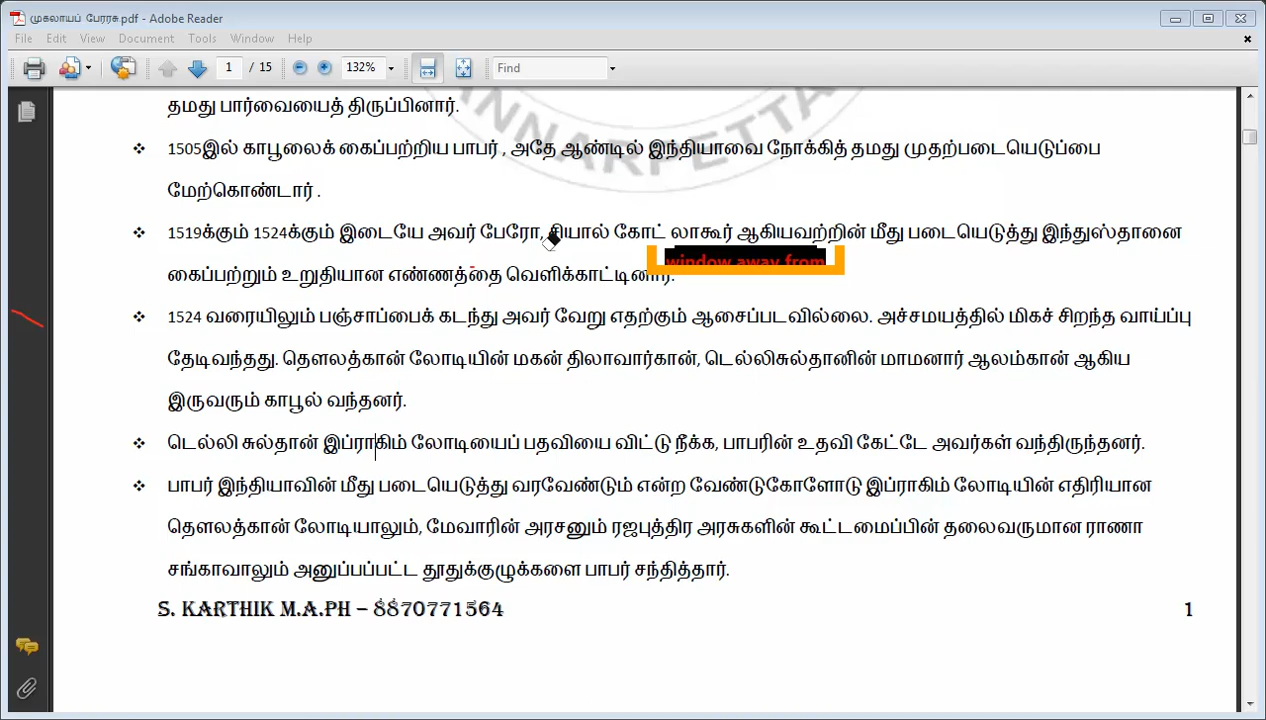 முகலாயப் பேரரசு.pdf - Adobe Reader
File Edit View Document Tools Window Help
1 / 15 132% Find
NNARPETTA
தமது பார்வையைத் திருப்பினார்.
❖ 1505இல் காபூலைக் கைப்பற்றிய பாபர் , அதே ஆண்டில் இந்தியாவை நோக்கித் தமது முதற்படையெடுப்பை
மேற்கொண்டார் .
❖ 1519க்கும் 1524க்கும் இடையே அவர் பேரோ, சியால் கோட் லாகூர் ஆகியவற்றின் மீது படையெடுத்து இந்துஸ்தானை
window away from
கைப்பற்றும் உறுதியான எண்ணத்தை வெளிக்காட்டினார்.
❖ 1524 வரையிலும் பஞ்சாப்பைக் கடந்து அவர் வேறு எதற்கும் ஆசைப்படவில்லை. அச்சமயத்தில் மிகச் சிறந்த வாய்ப்பு
தேடிவந்தது. தௌலத்கான் லோடியின் மகன் திலாவார்கான், டெல்லிசுல்தானின் மாமனார் ஆலம்கான் ஆகிய
இருவரும் காபூல் வந்தனர்.
❖ டெல்லி சுல்தான் இப்ராகிம் லோடியைப் பதவியை விட்டு நீக்க, பாபரின் உதவி கேட்டே அவர்கள் வந்திருந்தனர்.
❖ பாபர் இந்தியாவின் மீது படையெடுத்து வரவேண்டும் என்ற வேண்டுகோளோடு இப்ராகிம் லோடியின் எதிரியான
தௌலத்கான் லோடியாலும், மேவாரின் அரசனும் ரஜபுத்திர அரசுகளின் கூட்டமைப்பின் தலைவருமான ராணா
சங்காவாலும் அனுப்பப்பட்ட தூதுக்குழுக்களை பாபர் சந்தித்தார்.
S. KARTHIK M.A.PH – 8870771564 1